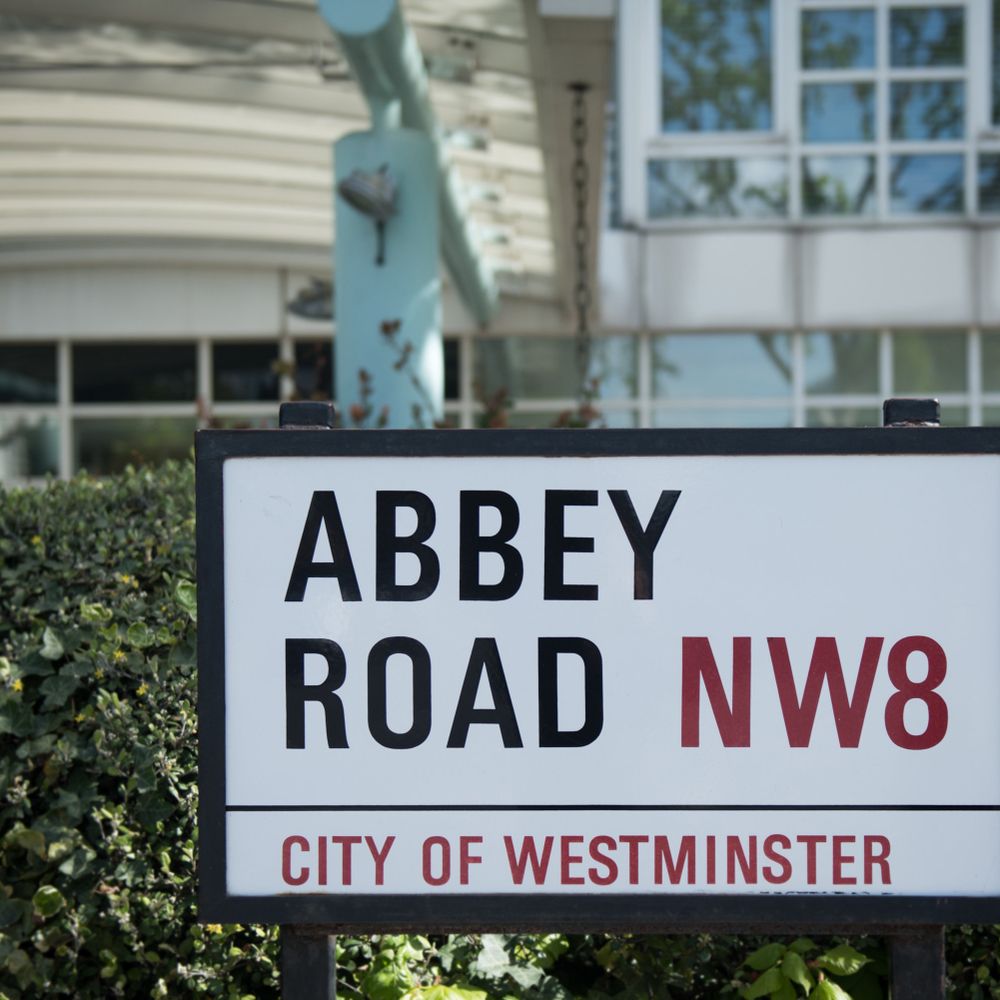 ABBEY
ROAD NW8
CITY OF WESTMINSTER